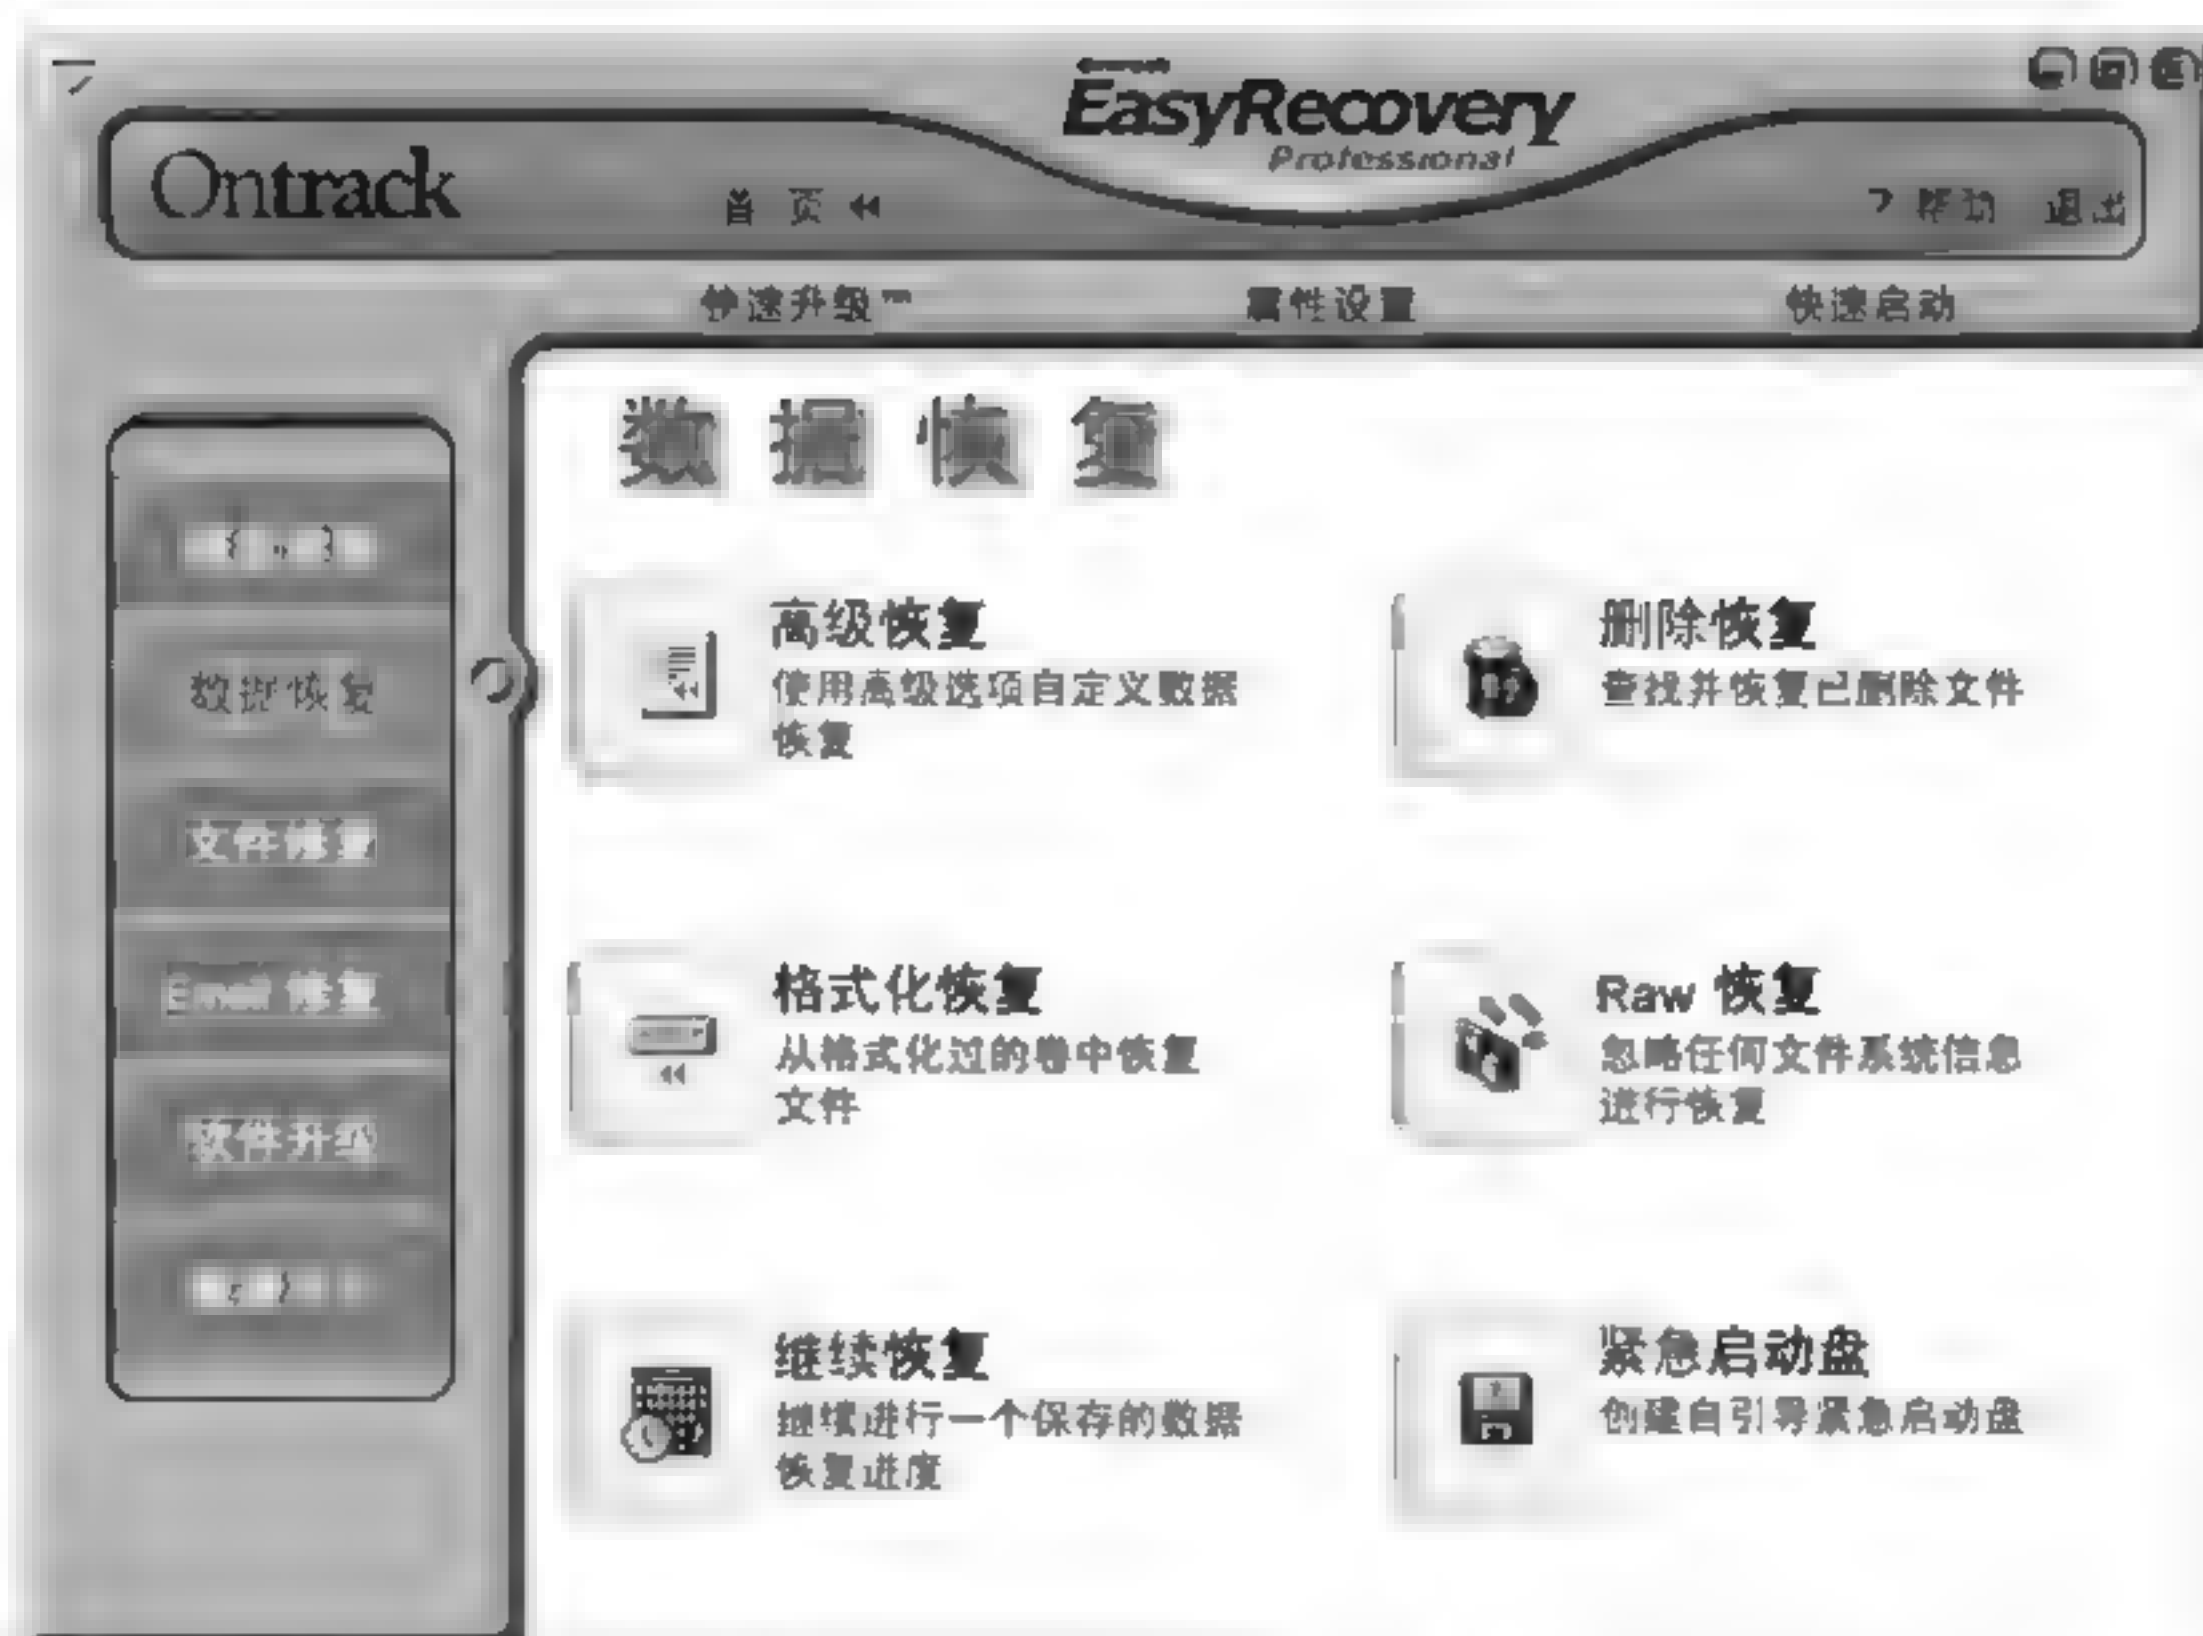 EasyRecovery
Professional
Ontrack
首 页
? 帮助 退出
快速升级™ 属性设置 快速启动
数据恢复
文件修复
Email 修复
软件升级
数据恢复
高级恢复
使用高级选项自定义数据
恢复
删除恢复
查找并恢复已删除文件
格式化恢复
从格式化过的卷中恢复
文件
Raw 恢复
忽略任何文件系统信息
进行恢复
继续恢复
继续进行一个保存的数据
恢复进度
紧急启动盘
创建自引导紧急启动盘